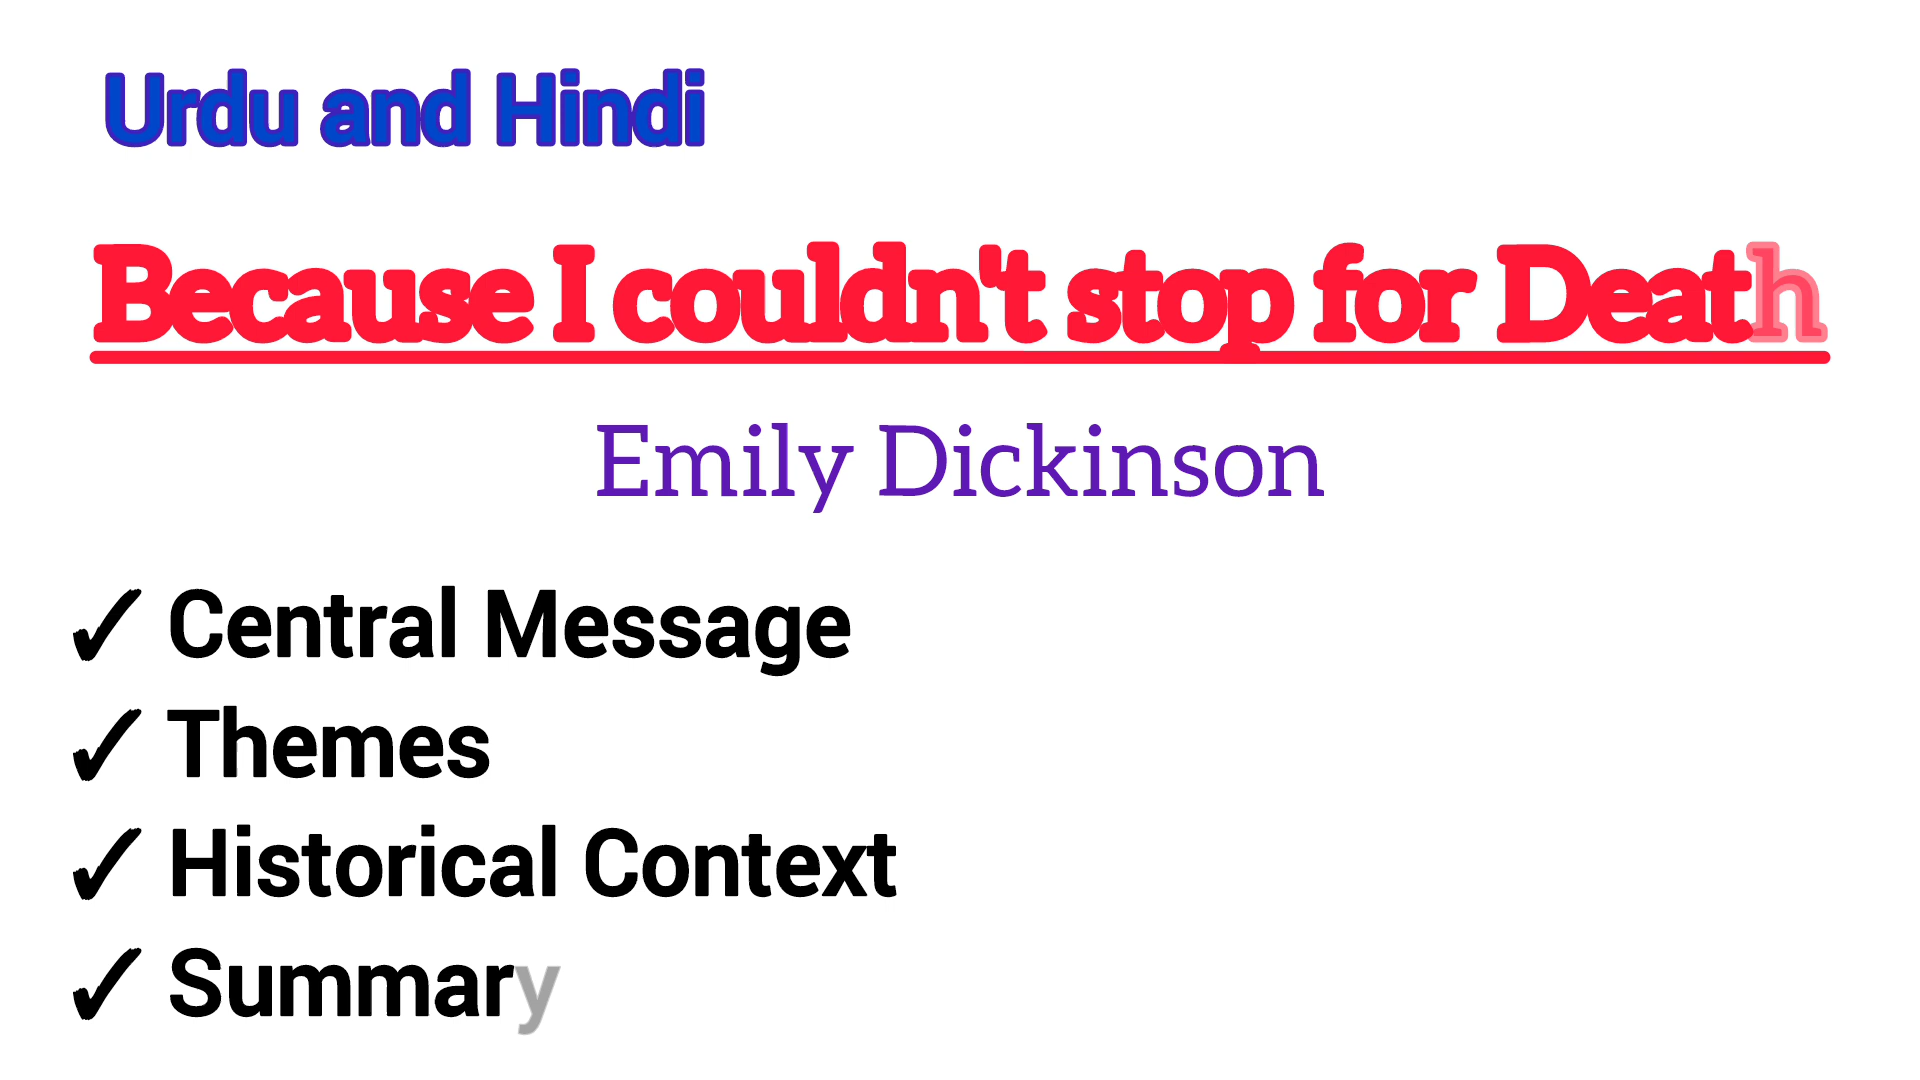 Urdu and Hindi
Because I couldn't stop for Death
Emily Dickinson
✓ Central Message
✓ Themes
✓ Historical Context
✓ Summary